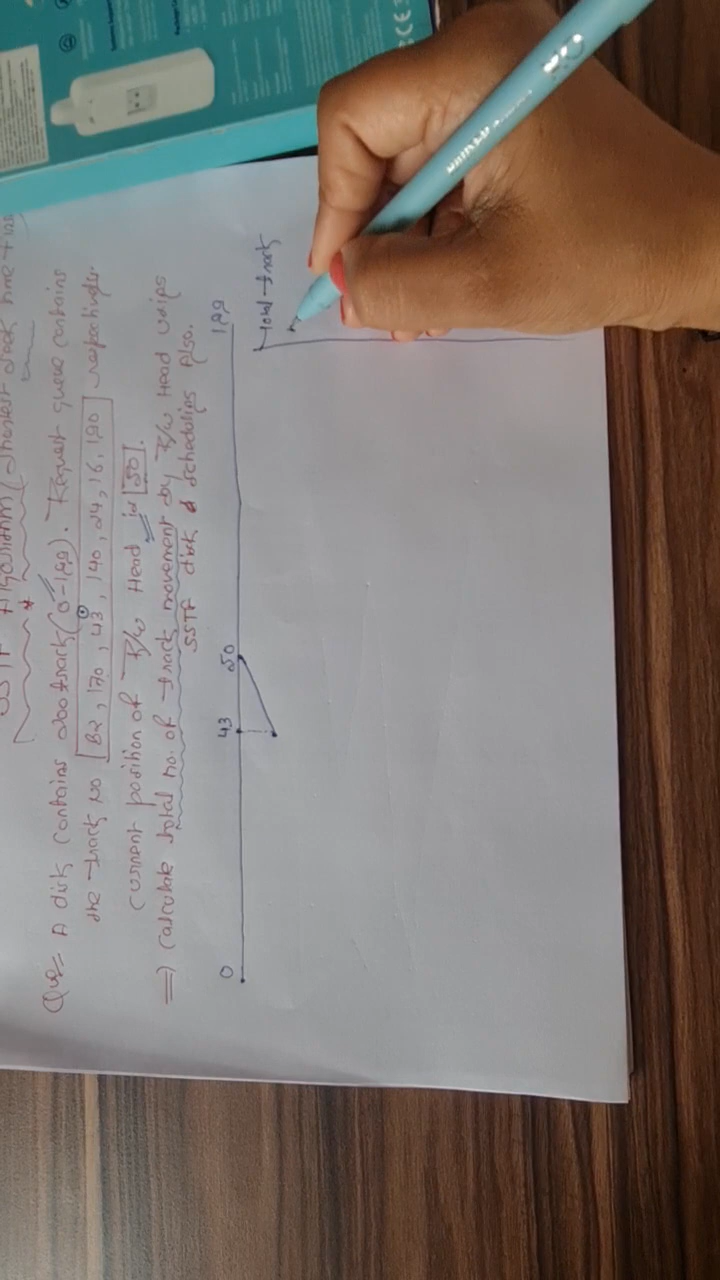 SSTF Algorithm (Shortest seek time first
Que= A disk contains 200 track (0-199). Request queue contains
the track no 82, 170, 43, 140, 24, 16, 190 respectively.
current position of R/W Head is 50.
=) Calculate total no. of track movement by R/W Head using
SSTF disk scheduling Algo.
0 43 50 199
total track